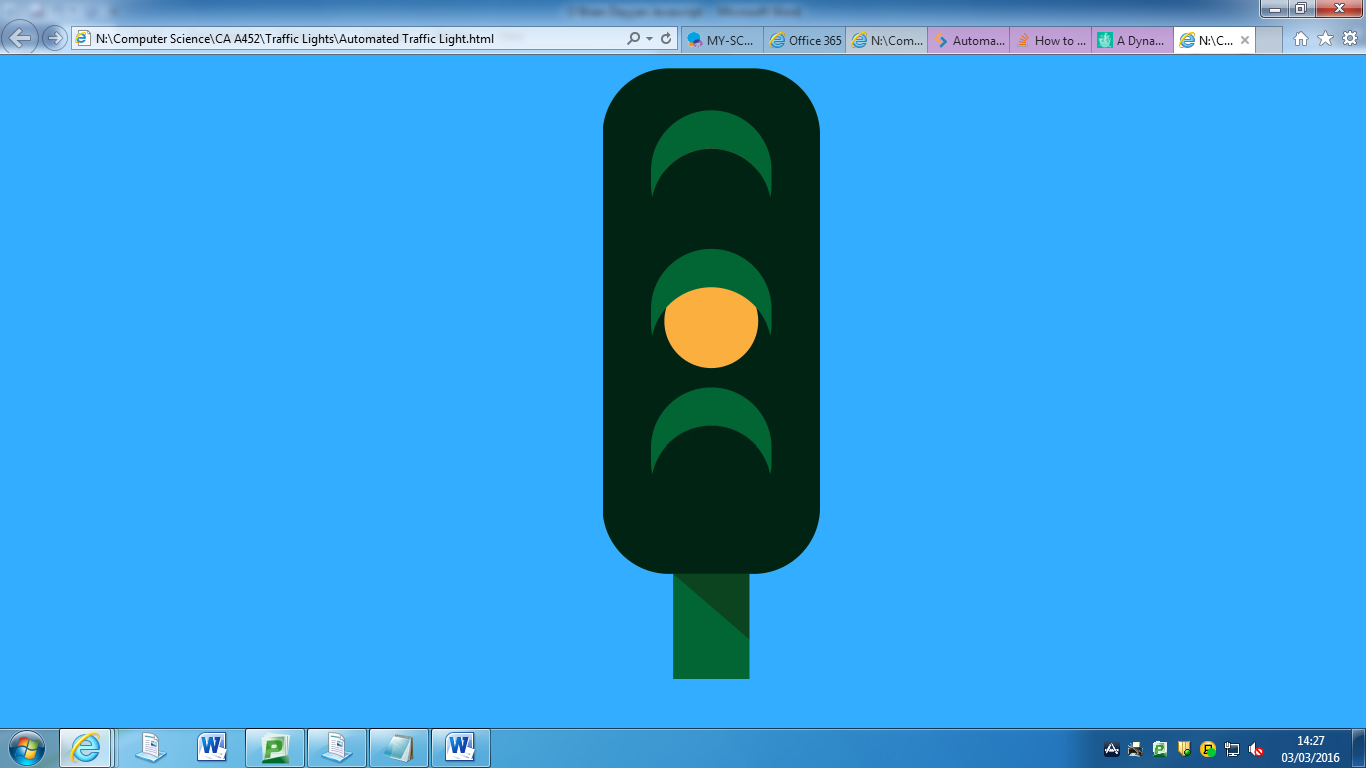 N:\Computer Science\CA A452\Traffic Lights\Automated Traffic Light.html
MY-SC...
Office 365
N:\Com...
Automa...
How to ...
A Dyna...
N:\C...
14:27
03/03/2016